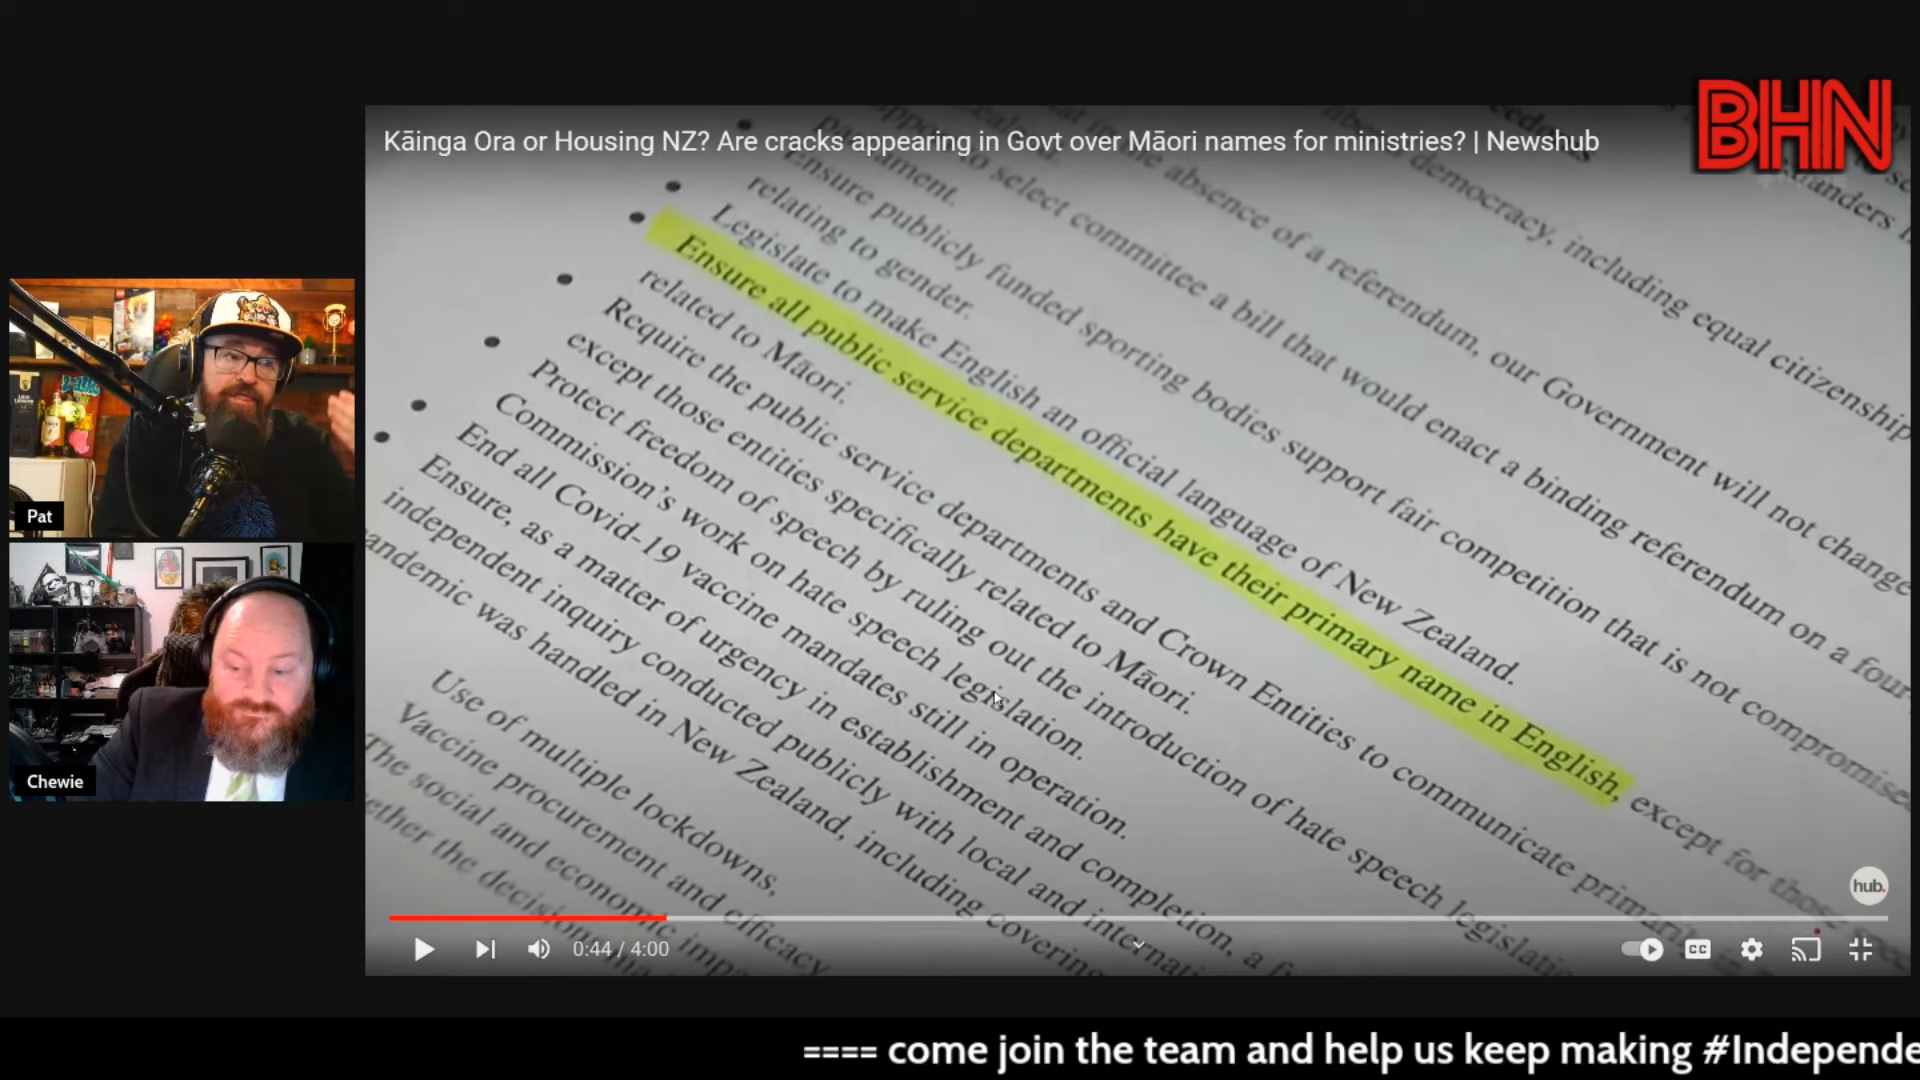 Kāinga Ora or Housing NZ? Are cracks appearing in Govt over Māori names for ministries? | Newshub
BHN
democracy, including equal citizenship
absence of a referendum, our Government will not change
to select committee a bill that would enact a binding referendum on a four
Ensure publicly funded sporting bodies support fair competition that is not compromise
relating to gender.
Legislate to make English an official language of New Zealand.
Ensure all public service departments have their primary name in English, except for those
related to Māori.
Require the public service departments and Crown Entities to communicate
except those entities specifically related to Māori.
Protect freedom of speech by ruling out the introduction of hate speech
Commission's work on hate speech legislation.
End all Covid-19 vaccine mandates still in operation.
Ensure, as a matter of urgency in establishment and completion, a
independent inquiry conducted publicly with local and
andemic was handled in New Zealand, including covering
Use of multiple lockdowns,
Vaccine procurement and efficacy
The social and economic
ether the
Pat
Chewie
hub.
0:44 / 4:00
CC
==== come join the team and help us keep making #Independe